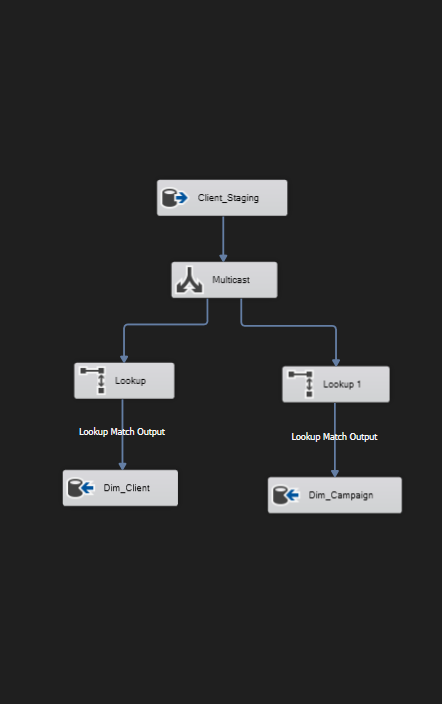 Client_Staging
Multicast
Lookup
Lookup 1
Lookup Match Output
Lookup Match Output
Dim_Client
Dim_Campaign